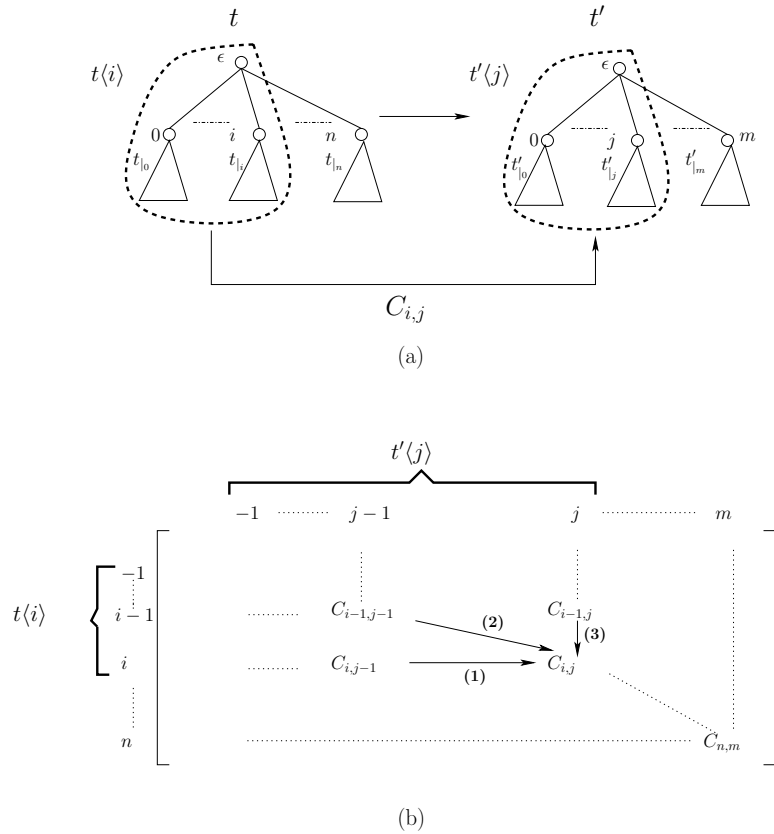 t t′
t⟨i⟩ ϵ t′⟨j⟩ ϵ
0 i n 0 j m
t|₀ t|ᵢ t|ₙ t′|₀ t′|ⱼ t′|ₘ
C_{i,j}
(a)
t′⟨j⟩
−1 j − 1 j m
−1
t⟨i⟩ i − 1 C_{i−1,j−1} (2) C_{i−1,j} (3)
i C_{i,j−1} (1) C_{i,j}
n C_{n,m}
(b)